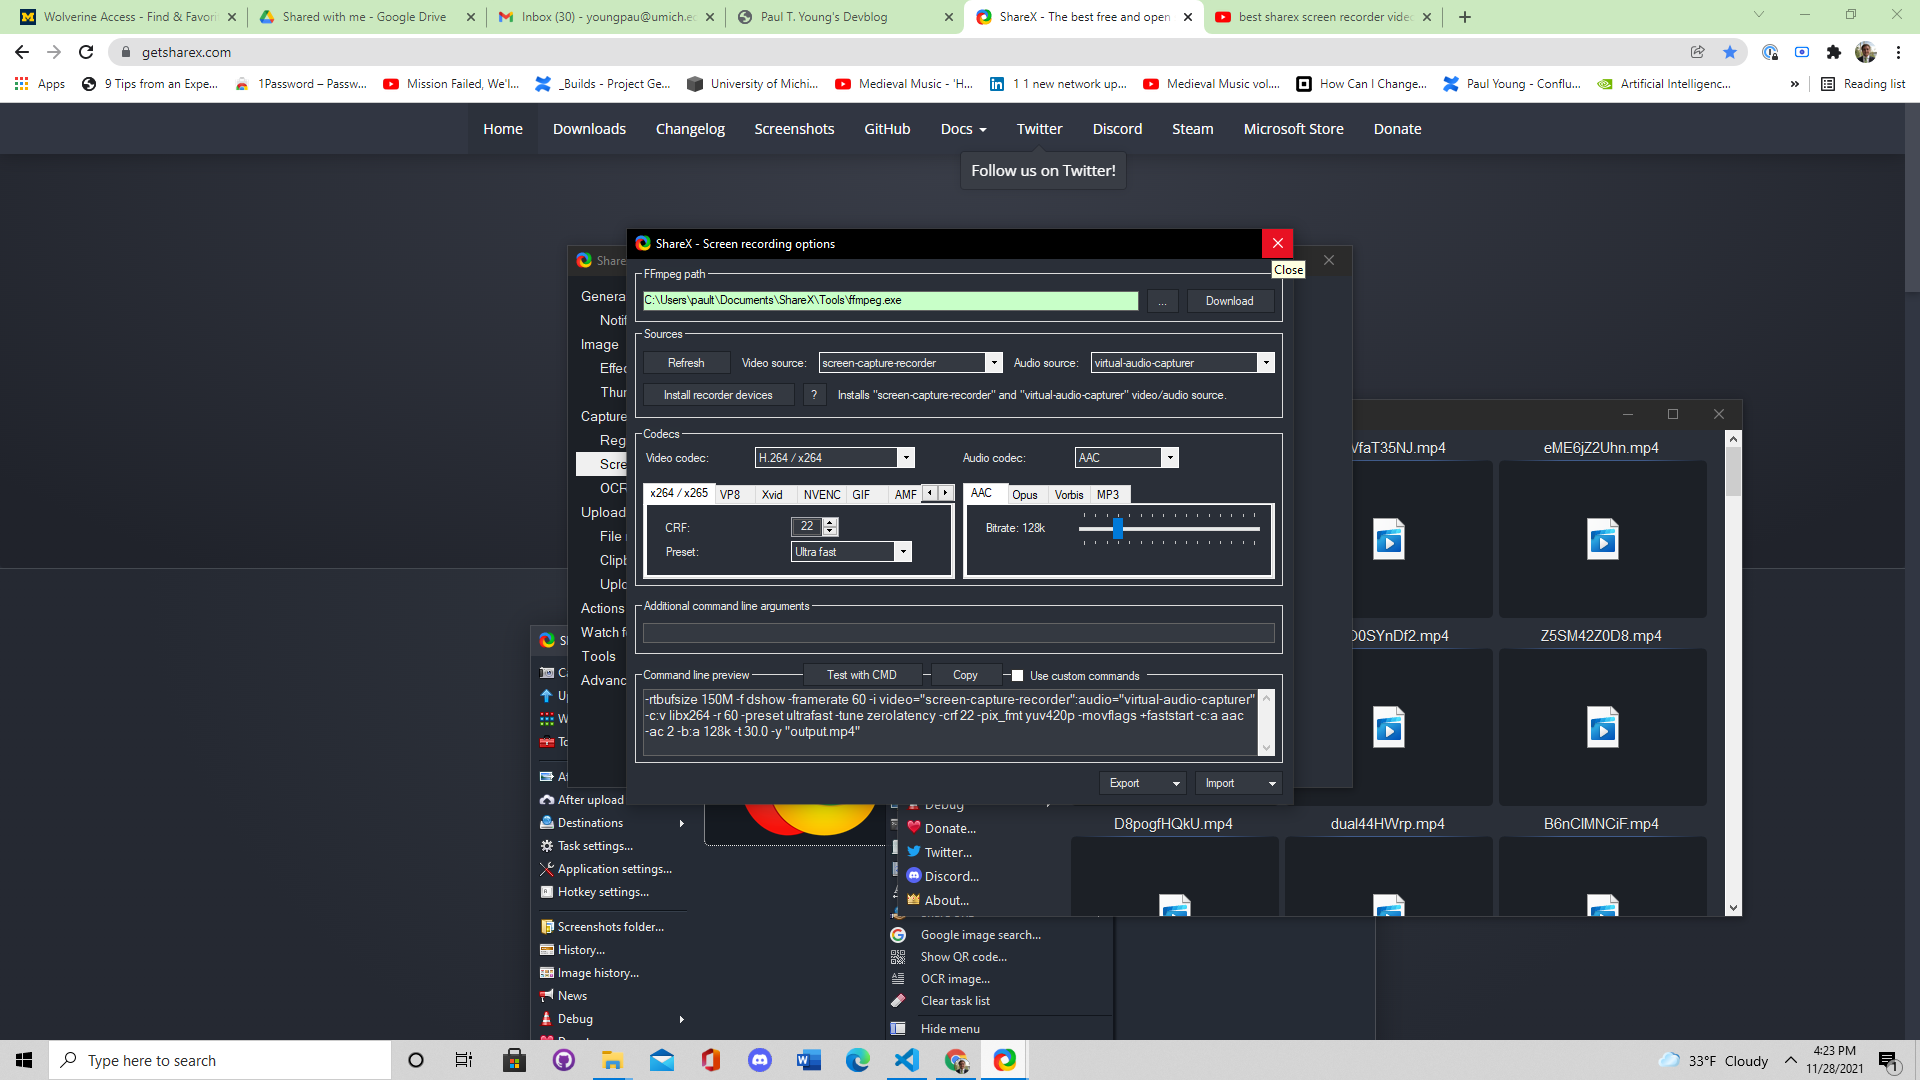 Wolverine Access - Find & Favori
Shared with me - Google Drive
Inbox (30) - youngpau@umich.ed
Paul T. Young's Devblog
ShareX - The best free and open
best sharex screen recorder video
getsharex.com
Apps
9 Tips from an Expe...
1Password – Passw...
Mission Failed, We'l...
_Builds - Project Ge...
University of Michi...
Medieval Music - 'H...
1 1 new network up...
Medieval Music vol....
How Can I Change...
Paul Young - Conflu...
Artificial Intelligenc...
»
Reading list
Home
Downloads
Changelog
Screenshots
GitHub
Docs
Twitter
Discord
Steam
Microsoft Store
Donate
Follow us on Twitter!
ShareX - Screen recording options
Close
Share
FFmpeg path
C:\Users\pault\Documents\ShareX\Tools\ffmpeg.exe
...
Download
Sources
Refresh
Video source:
screen-capture-recorder
Audio source:
virtual-audio-capturer
Install recorder devices
?
Installs "screen-capture-recorder" and "virtual-audio-capturer" video/audio source.
Codecs
Video codec:
H.264 / x264
Audio codec:
AAC
x264 / x265
VP8
Xvid
NVENC
GIF
AMF
AAC
Opus
Vorbis
MP3
CRF:
22
Preset:
Ultra fast
Bitrate: 128k
Additional command line arguments
Command line preview
Test with CMD
Copy
Use custom commands
-rtbufsize 150M -f dshow -framerate 60 -i video="screen-capture-recorder":audio="virtual-audio-capturer"
-c:v libx264 -r 60 -preset ultrafast -tune zerolatency -crf 22 -pix_fmt yuv420p -movflags +faststart -c:a aac
-ac 2 -b:a 128k -t 30.0 -y "output.mp4"
Export
Import
Genera
Notif
Image
Effec
Thur
Capture
Reg
Scre
OCR
Upload
File
Clipb
Uplo
Actions
Watch f
Tools
Advanc
VfaT35NJ.mp4
eME6jZ2Uhn.mp4
D0SYnDf2.mp4
Z5SM42Z0D8.mp4
D8pogfHQkU.mp4
dual44HWrp.mp4
B6nClMNCiF.mp4
After upload
Destinations
Task settings...
Application settings...
Hotkey settings...
Screenshots folder...
History...
Image history...
News
Debug
Debug
Donate...
Twitter...
Discord...
About...
Google image search...
Show QR code...
OCR image...
Clear task list
Hide menu
Type here to search
33°F Cloudy
4:23 PM
11/28/2021
1